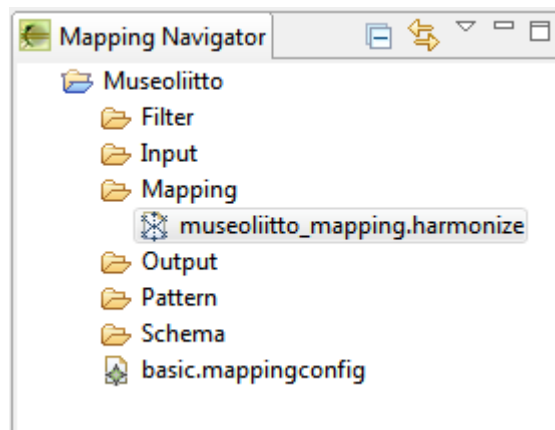 Mapping Navigator
Museoliitto
Filter
Input
Mapping
museoliitto_mapping.harmonize
Output
Pattern
Schema
basic.mappingconfig